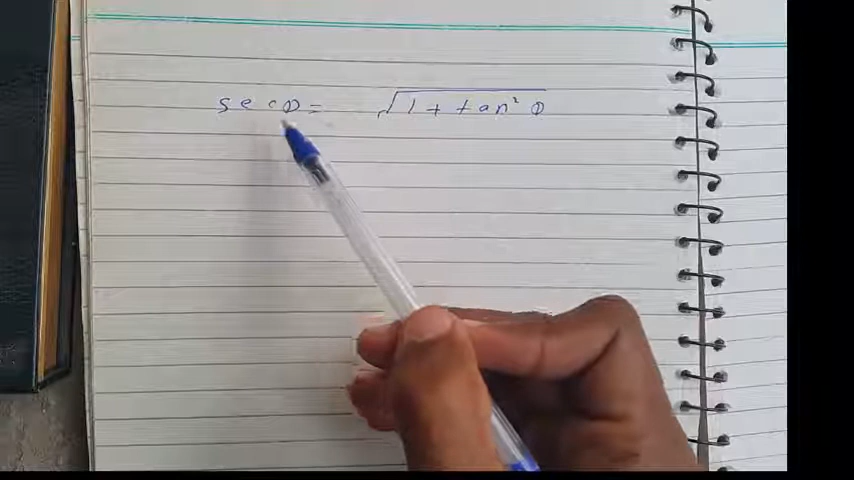 sec θ = √1 + tan² θ